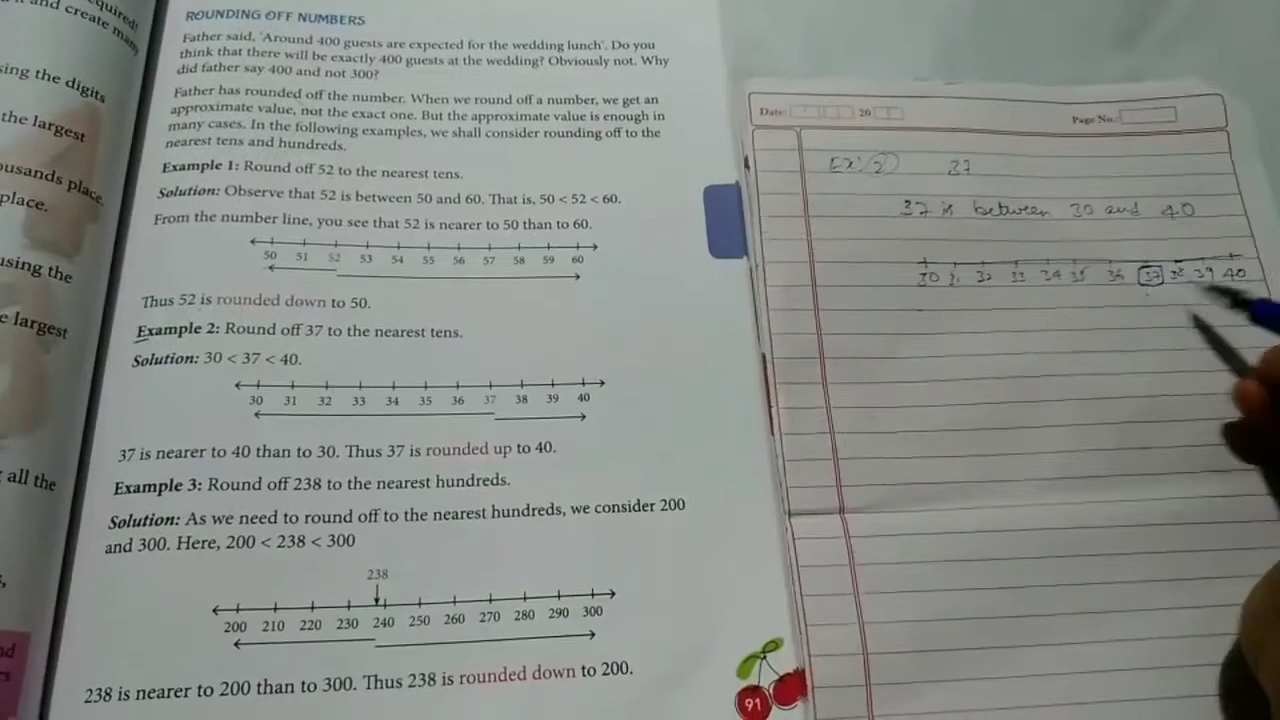 equired!
and create man
sing the digits
the largest
ousands place.
place.
using the
e largest
all the
ROUNDING OFF NUMBERS
Father said, 'Around 400 guests are expected for the wedding lunch'. Do you
think that there will be exactly 400 guests at the wedding? Obviously not. Why
did father say 400 and not 300?
Father has rounded off the number. When we round off a number, we get an
approximate value, not the exact one. But the approximate value is enough in
many cases. In the following examples, we shall consider rounding off to the
nearest tens and hundreds.
Example 1: Round off 52 to the nearest tens.
Solution: Observe that 52 is between 50 and 60. That is, 50 < 52 < 60.
From the number line, you see that 52 is nearer to 50 than to 60.
50 51 52 53 54 55 56 57 58 59 60
Thus 52 is rounded down to 50.
Example 2: Round off 37 to the nearest tens.
Solution: 30 < 37 < 40.
30 31 32 33 34 35 36 37 38 39 40
37 is nearer to 40 than to 30. Thus 37 is rounded up to 40.
Example 3: Round off 238 to the nearest hundreds.
Solution: As we need to round off to the nearest hundreds, we consider 200
and 300. Here, 200 < 238 < 300
238
200 210 220 230 240 250 260 270 280 290 300
238 is nearer to 200 than to 300. Thus 238 is rounded down to 200.
91
Date: 20
Page No.:
Ex: 2 37
37 is between 30 and 40
30 31 32 33 34 35 36 37 38 39 40